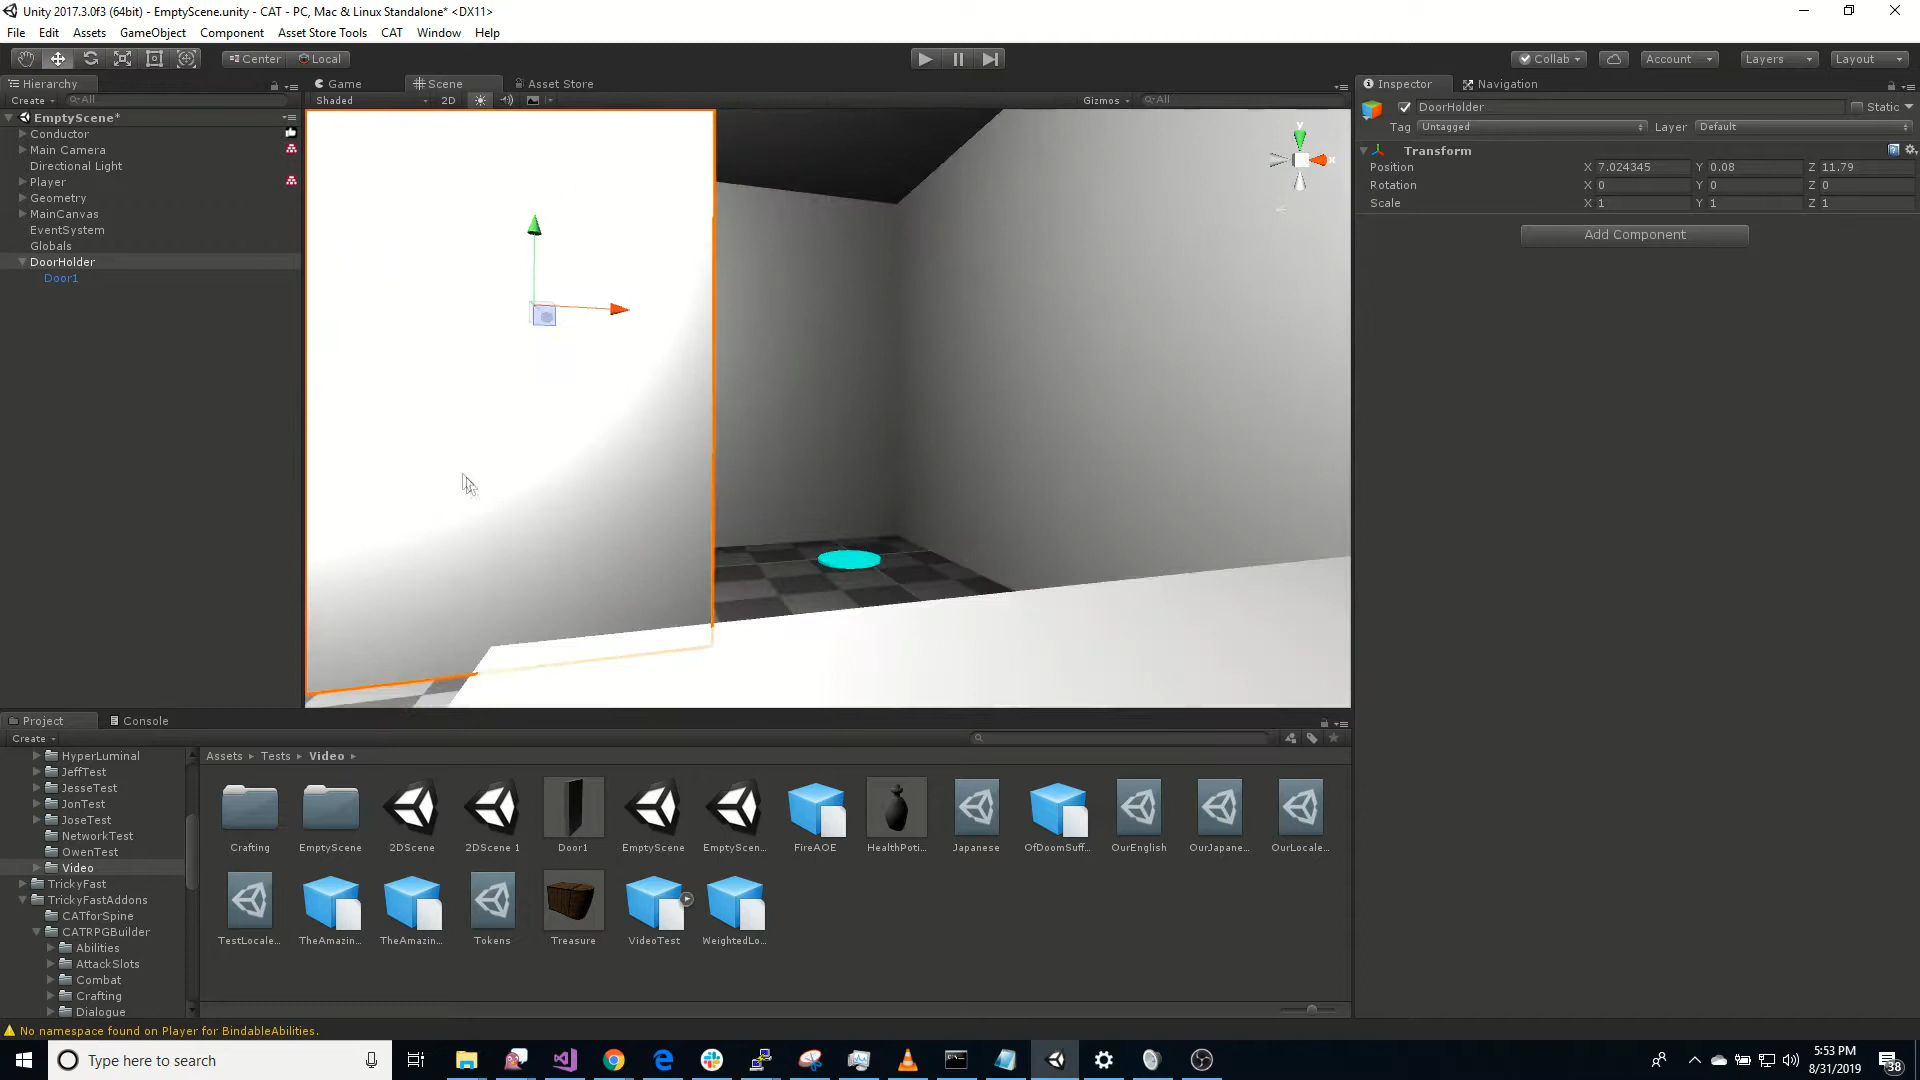 Unity 2017.3.0f3 (64bit) - EmptyScene.unity - CAT - PC, Mac & Linux Standalone* <DX11>
File Edit Assets GameObject Component Asset Store Tools CAT Window Help
Center Local Collab Account Layers Layout
Hierarchy
Create All
EmptyScene*
Conductor
Main Camera
Directional Light
Player
Geometry
MainCanvas
EventSystem
Globals
DoorHolder
Door1
Game Scene Asset Store
Shaded 2D Gizmos All
y
x
Inspector Navigation
DoorHolder Static
Tag Untagged Layer Default
Transform
Position X 7.024345 Y 0.08 Z 11.79
Rotation X 0 Y 0 Z 0
Scale X 1 Y 1 Z 1
Add Component
Project Console
Create
HyperLuminal
JeffTest
JesseTest
JonTest
JoseTest
NetworkTest
OwenTest
Video
TrickyFast
TrickyFastAddons
CATforSpine
CATRPGBuilder
Abilities
AttackSlots
Combat
Crafting
Dialogue
Assets Tests Video
Crafting EmptyScene 2DScene 2DScene 1 Door1 EmptyScene EmptyScen... FireAOE HealthPoti... Japanese OfDoomSuff... OurEnglish OurJapane... OurLocale...
TestLocale... TheAmazin... TheAmazin... Tokens Treasure VideoTest WeightedLo...
No namespace found on Player for BindableAbilities.
Type here to search
5:53 PM
8/31/2019
38